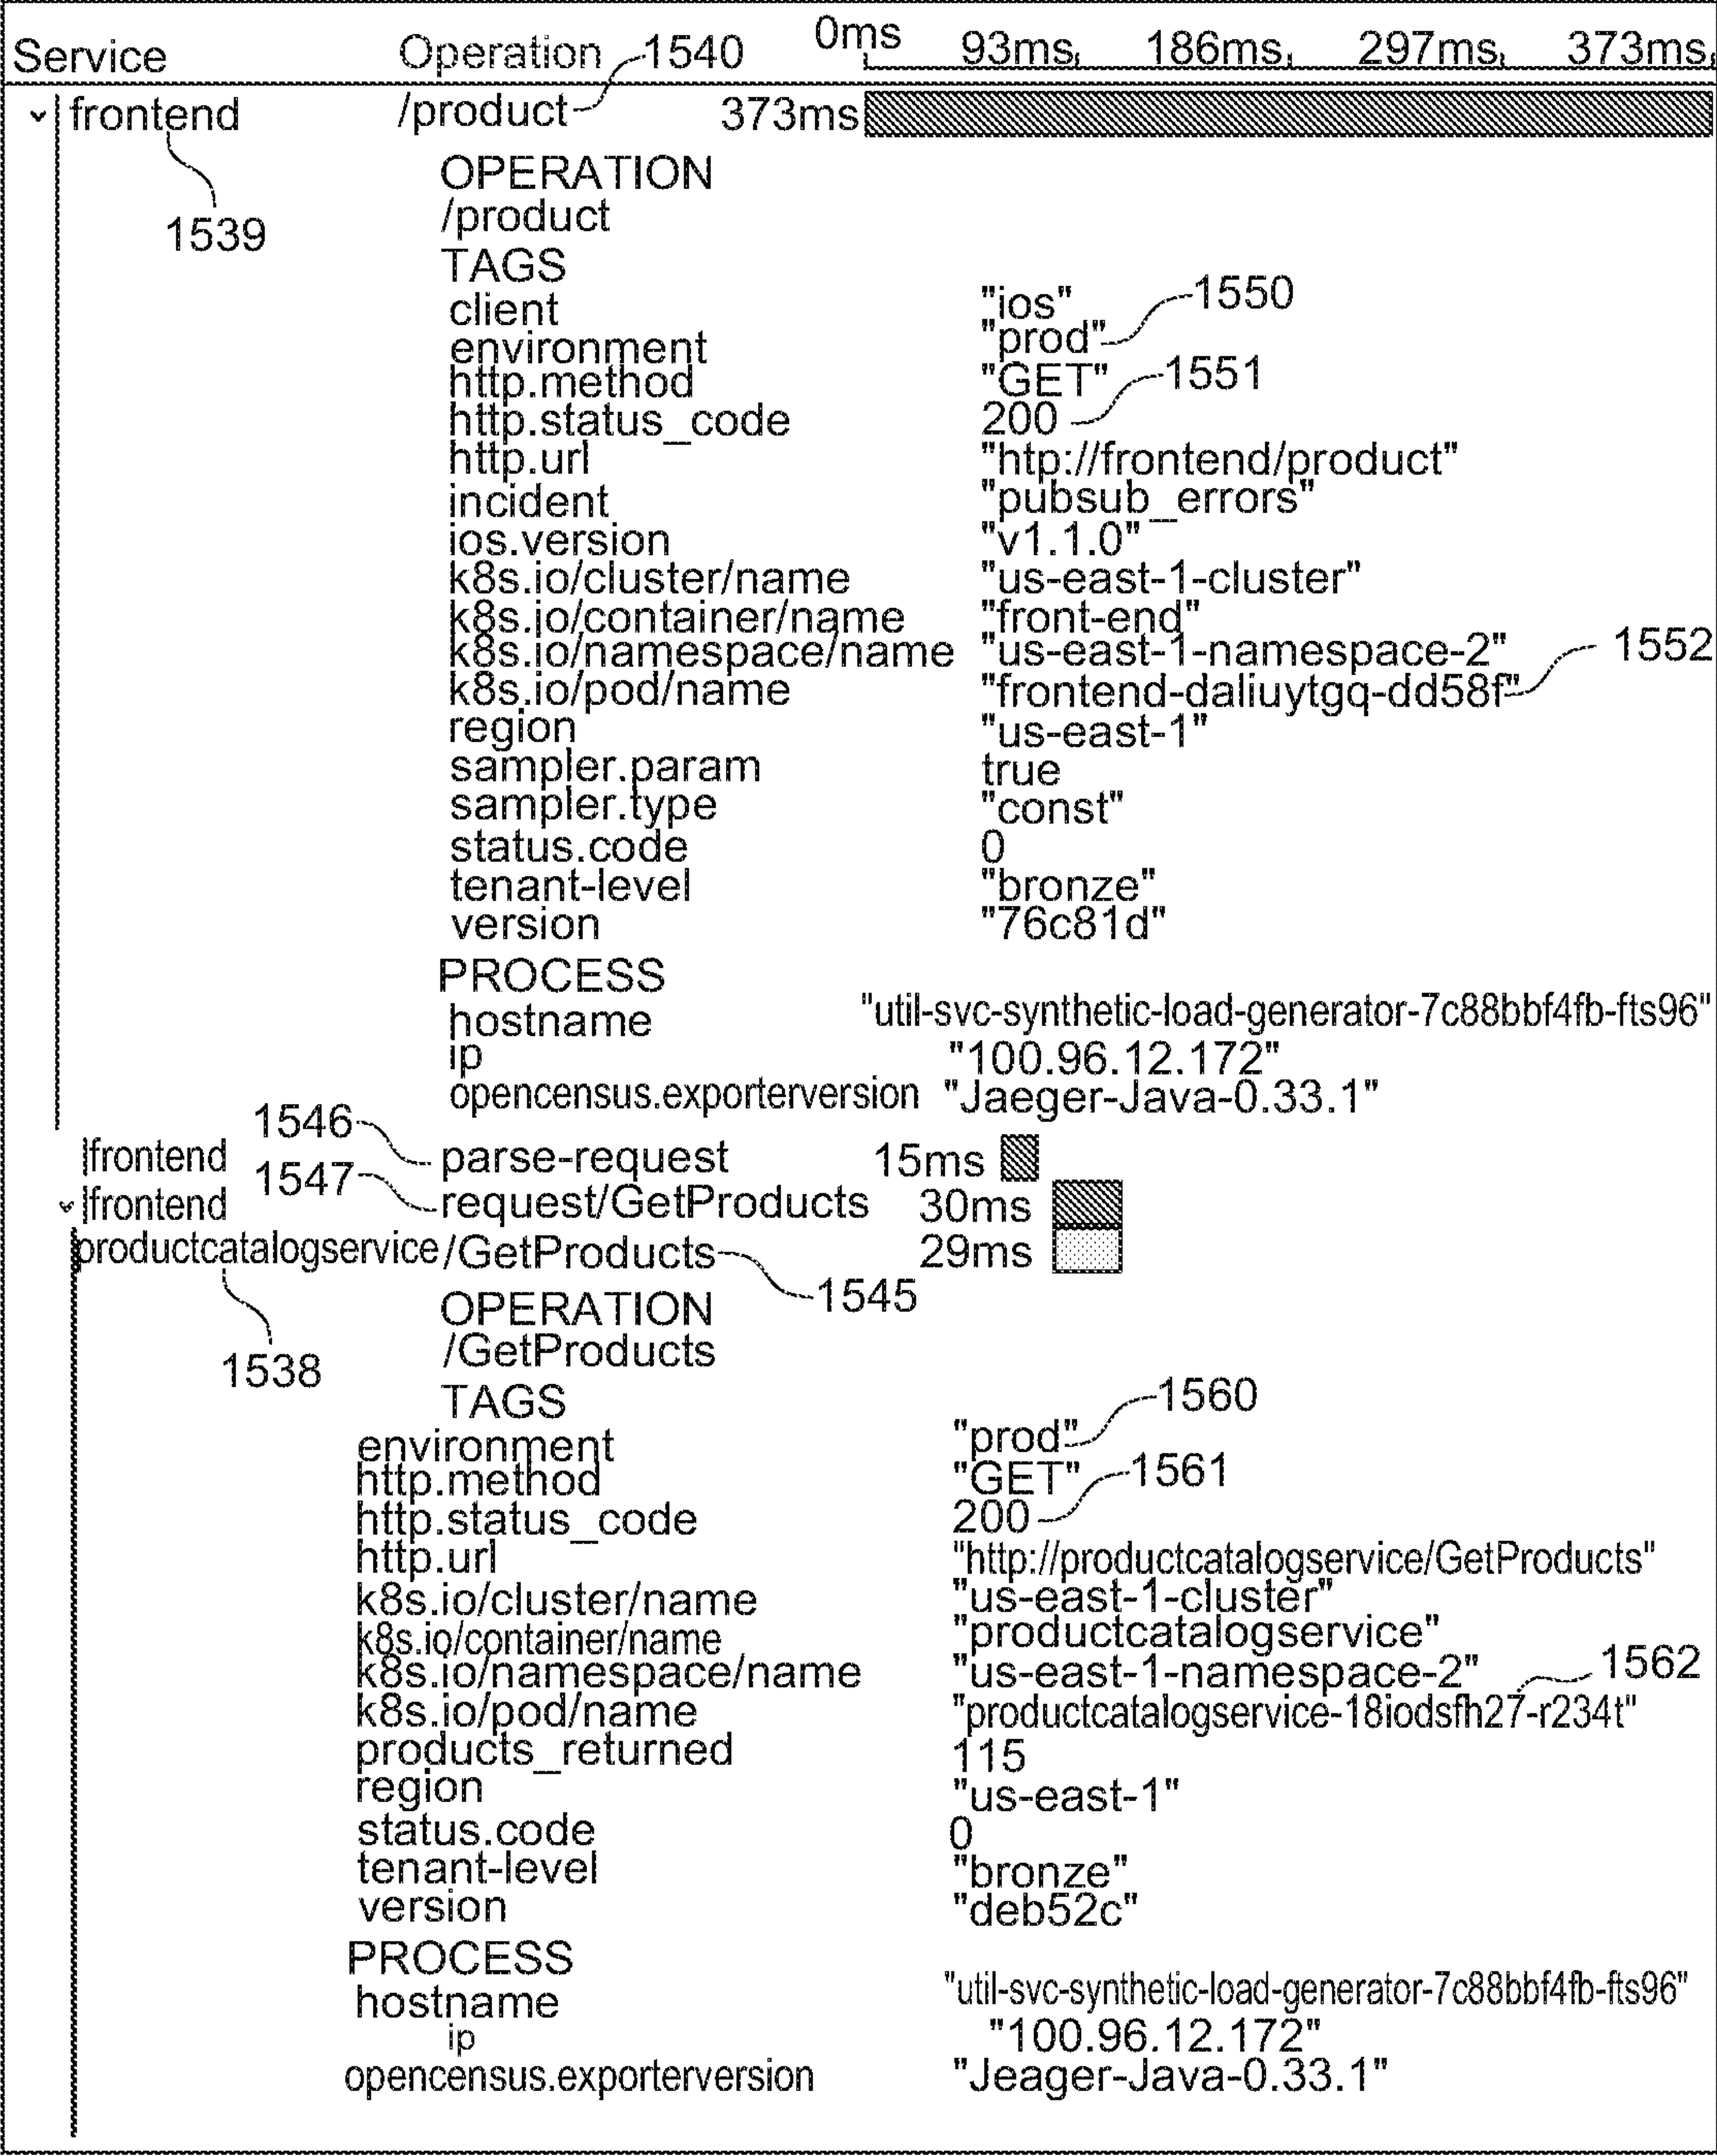 Service Operation 1540 0ms 93ms 186ms 297ms 373ms
frontend /product 373ms
1539
OPERATION
/product
TAGS
client "ios" 1550
environment "prod"
http.method "GET" 1551
http.status_code 200
http.url "htp://frontend/product"
incident "pubsub_errors"
ios.version "v1.1.0"
k8s.io/cluster/name "us-east-1-cluster"
k8s.io/container/name "front-end"
k8s.io/namespace/name "us-east-1-namespace-2" 1552
k8s.io/pod/name "frontend-daliuytgq-dd58f"
region "us-east-1"
sampler.param true
sampler.type "const"
status.code 0
tenant-level "bronze"
version "76c81d"
PROCESS
hostname "util-svc-synthetic-load-generator-7c88bbf4fb-fts96"
ip "100.96.12.172"
opencensus.exporterversion "Jaeger-Java-0.33.1"
1546
frontend parse-request 15ms
1547
frontend request/GetProducts 30ms
productcatalogservice /GetProducts 29ms
1545
1538
OPERATION
/GetProducts
TAGS
1560
environment "prod"
http.method "GET" 1561
http.status_code 200
http.url "http://productcatalogservice/GetProducts"
k8s.io/cluster/name "us-east-1-cluster"
k8s.io/container/name "productcatalogservice"
k8s.io/namespace/name "us-east-1-namespace-2" 1562
k8s.io/pod/name "productcatalogservice-18iodsfh27-r234t"
products_returned 115
region "us-east-1"
status.code 0
tenant-level "bronze"
version "deb52c"
PROCESS
hostname "util-svc-synthetic-load-generator-7c88bbf4fb-fts96"
ip "100.96.12.172"
opencensus.exporterversion "Jeager-Java-0.33.1"